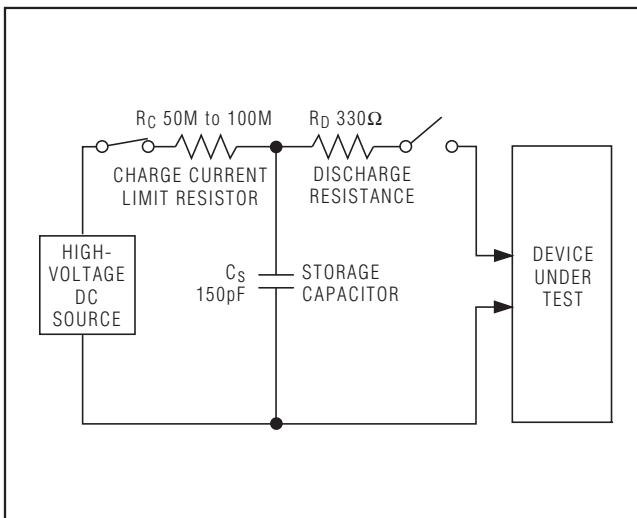 RC 50M to 100M
CHARGE CURRENT
LIMIT RESISTOR
RD 330Ω
DISCHARGE
RESISTANCE
HIGH-
VOLTAGE
DC
SOURCE
CS
150pF
STORAGE
CAPACITOR
DEVICE
UNDER
TEST